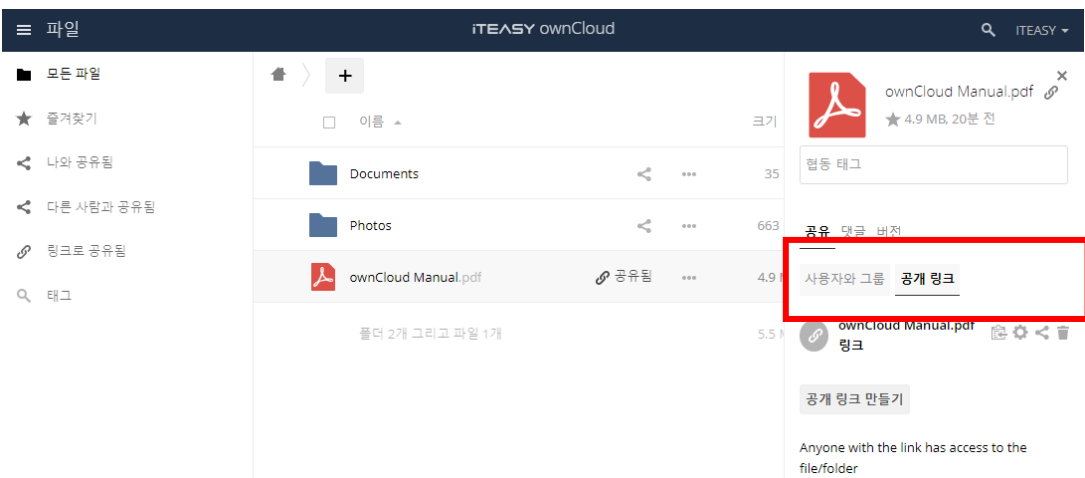 파일
iTEASY ownCloud
ITEASY
모든 파일
즐겨찾기
나와 공유됨
다른 사람과 공유됨
링크로 공유됨
태그
+
이름
크기
Documents
35
Photos
663
ownCloud Manual.pdf
공유됨
4.9
폴더 2개 그리고 파일 1개
5.5
ownCloud Manual.pdf
4.9 MB, 20분 전
협동 태그
공유 댓글 버전
사용자와 그룹 공개 링크
ownCloud Manual.pdf
링크
공개 링크 만들기
Anyone with the link has access to the
file/folder